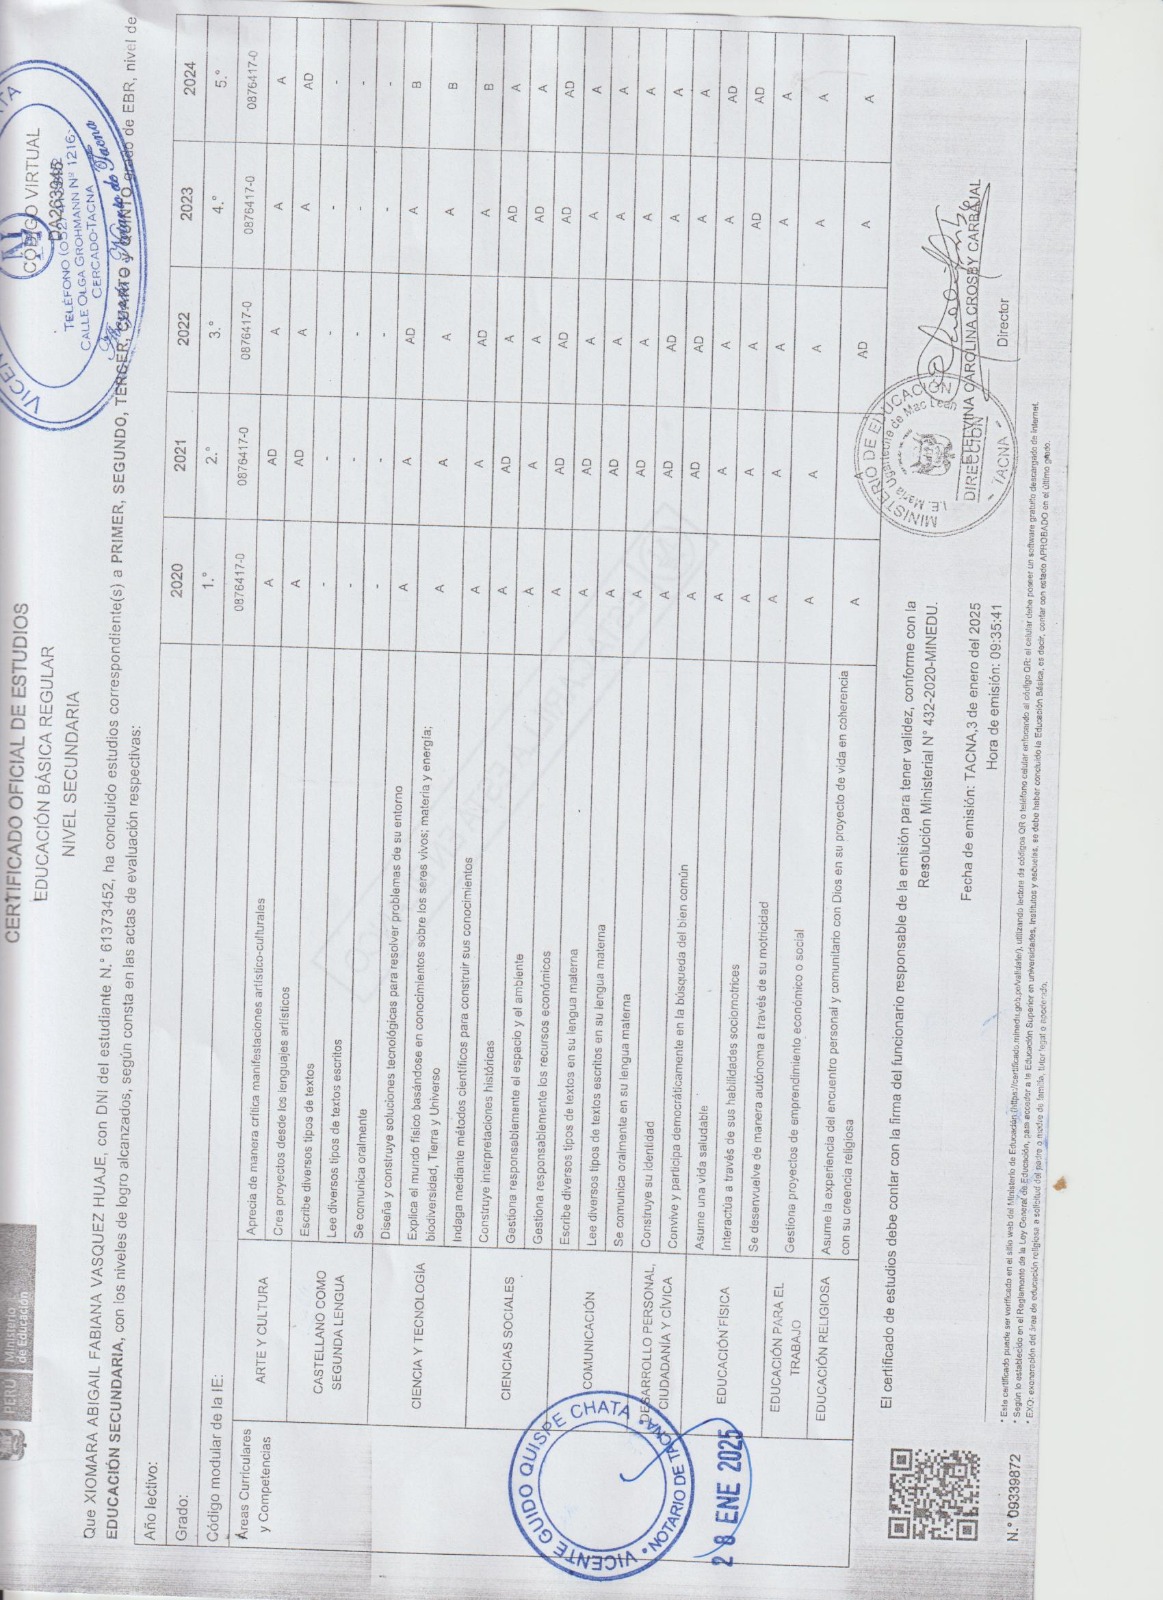 PERÚ Ministerio de Educación
CERTIFICADO OFICIAL DE ESTUDIOS
EDUCACIÓN BÁSICA REGULAR
NIVEL SECUNDARIA
CÓDIGO VIRTUAL
DA263945
TELÉFONO (052)
CALLE OLGA GROHMANN N° 1216-
CERCADO-TACNA
Que XIOMARA ABIGAIL FABIANA VASQUEZ HUAJE, con DNI del estudiante N.° 61373452, ha concluido estudios correspondiente(s) a PRIMER, SEGUNDO, TERCER, CUARTO y QUINTO grado de EBR, nivel de
EDUCACIÓN SECUNDARIA, con los niveles de logro alcanzados, según consta en las actas de evaluación respectivas:
Año lectivo: 2020 2021 2022 2023 2024
Grado: 1.° 2.° 3.° 4.° 5.°
Código modular de la IE: 0876417-0 0876417-0 0876417-0 0876417-0 0876417-0
Áreas Curriculares y Competencias
ARTE Y CULTURA
Aprecia de manera crítica manifestaciones artístico-culturales A AD A A A
Crea proyectos desde los lenguajes artísticos A AD A A AD
CASTELLANO COMO SEGUNDA LENGUA
Escribe diversos tipos de textos - - - - -
Lee diversos tipos de textos escritos - - - - -
Se comunica oralmente - - - - -
CIENCIA Y TECNOLOGÍA
Diseña y construye soluciones tecnológicas para resolver problemas de su entorno A A AD A B
Explica el mundo físico basándose en conocimientos sobre los seres vivos; materia y energía;
biodiversidad, Tierra y Universo A A A A B
Indaga mediante métodos científicos para construir sus conocimientos A A AD A B
CIENCIAS SOCIALES
Construye interpretaciones históricas A AD A AD A
Gestiona responsablemente el espacio y el ambiente A A A AD A
Gestiona responsablemente los recursos económicos A AD AD AD AD
COMUNICACIÓN
Escribe diversos tipos de textos en su lengua materna A AD A A A
Lee diversos tipos de textos escritos en su lengua materna A AD A A A
Se comunica oralmente en su lengua materna A AD A A A
DESARROLLO PERSONAL, CIUDADANÍA Y CÍVICA
Construye su identidad A AD AD A A
Convive y participa democráticamente en la búsqueda del bien común A AD AD A A
EDUCACIÓN FÍSICA
Asume una vida saludable A A A A AD
Interactúa a través de sus habilidades sociomotrices A A A AD AD
Se desenvuelve de manera autónoma a través de su motricidad A A A A A
EDUCACIÓN PARA EL TRABAJO
Gestiona proyectos de emprendimiento económico o social A A A A A
EDUCACIÓN RELIGIOSA
Asume la experiencia del encuentro personal y comunitario con Dios en su proyecto de vida en coherencia
con su creencia religiosa A A AD A A
VICENTE GUIDO QUISPE CHATA • NOTARIO DE TACNA •
28 ENE 2025
El certificado de estudios debe contar con la firma del funcionario responsable de la emisión para tener validez, conforme con la
Resolución Ministerial N° 432-2020-MINEDU.
Fecha de emisión: TACNA,3 de enero del 2025
Hora de emisión: 09:35:41
MINISTERIO DE EDUCACIÓN
I.E. María Ugarteche de Mac Lean
DIRECCIÓN
- TACNA -
ETELVINA CAROLINA CROSBY CARBAJAL
Director
* Este certificado puede ser verificado en el sitio web del Ministerio de Educación (https://certificado.minedu.gob.pe/validate/), utilizando lectora de códigos QR o teléfono celular enfocando al código QR: el celular debe poseer un software gratuito descargado de internet.
* Según lo establecido en el Reglamento de la Ley General de Educación, para acceder a la Educación Superior en universidades, institutos y escuelas, se debe haber concluido la Educación Básica, es decir, contar con estado APROBADO en el último grado.
* EXO: exoneración del área de educación religiosa a solicitud del padre o madre de familia, tutor legal o apoderado.
N.° 09339872